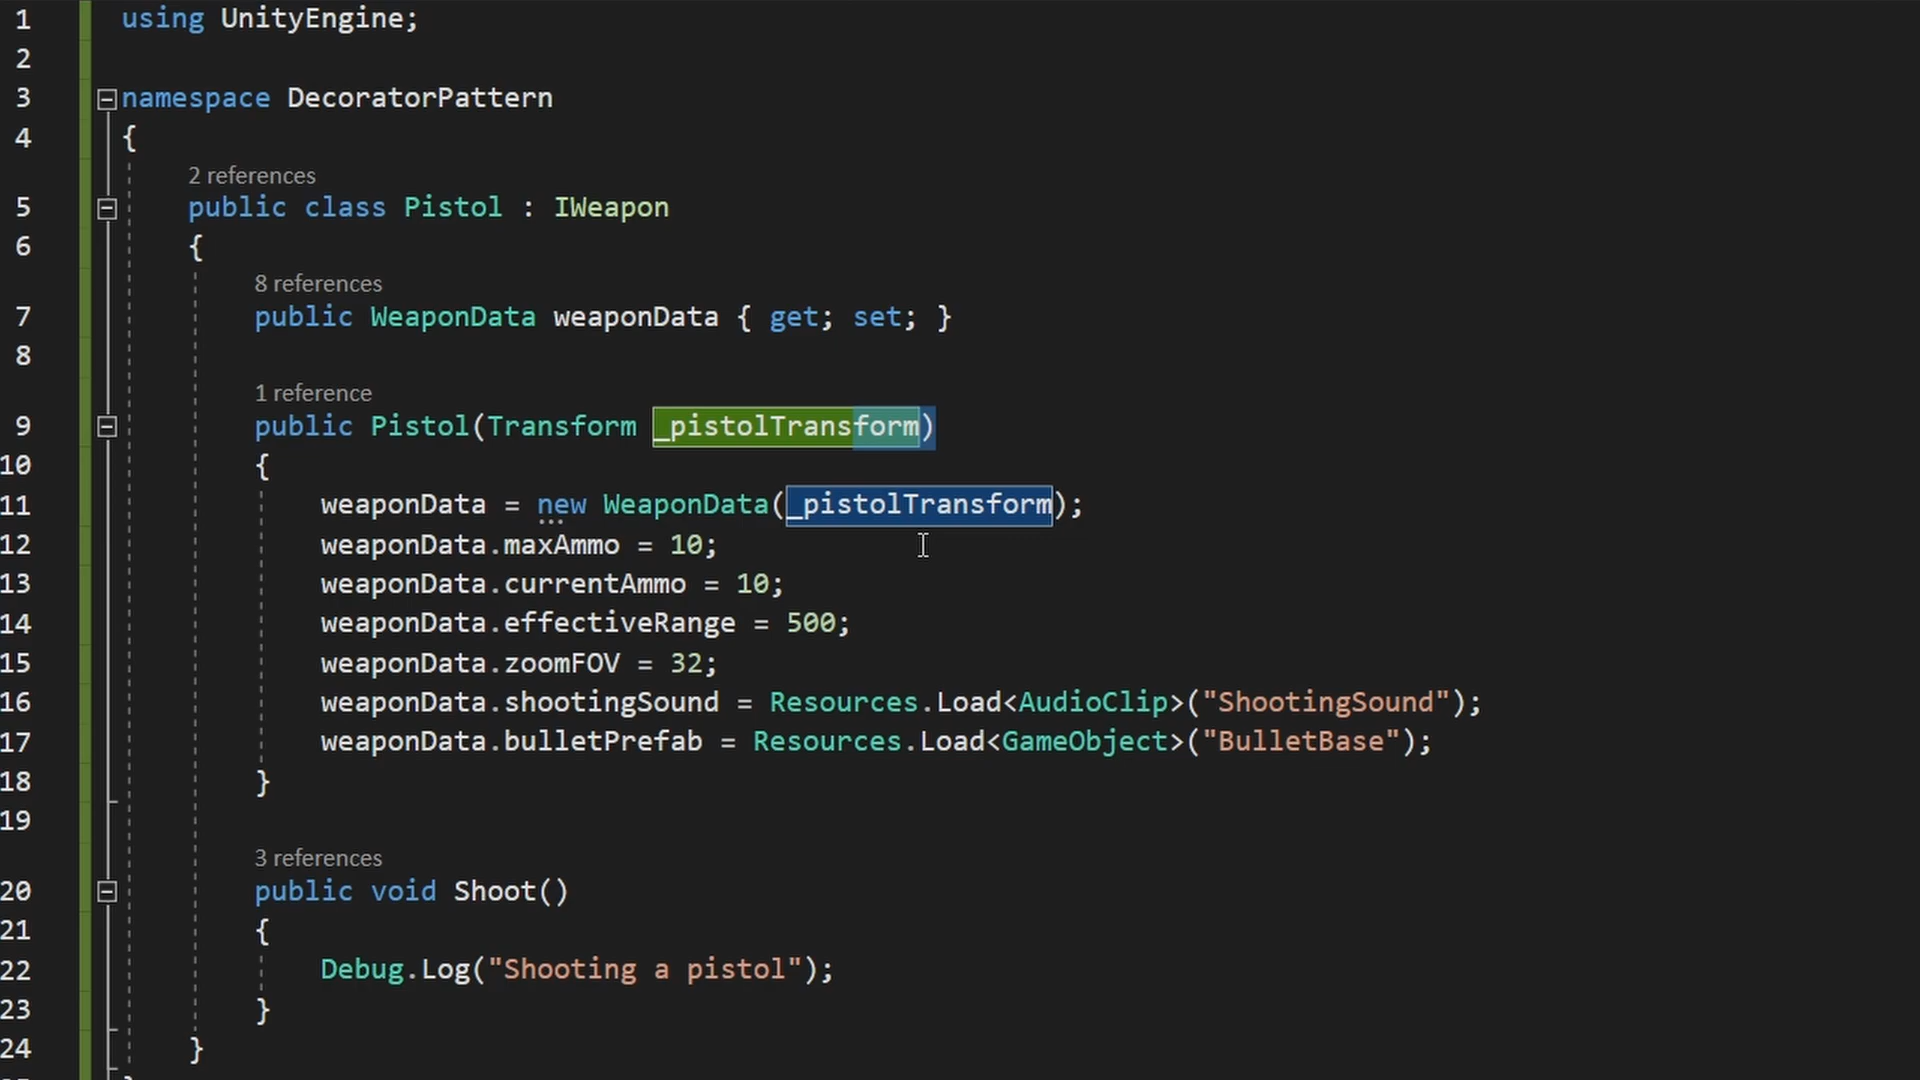 1 using UnityEngine;
2
3 namespace DecoratorPattern
4 {
2 references
5 public class Pistol : IWeapon
6 {
8 references
7 public WeaponData weaponData { get; set; }
8
1 reference
9 public Pistol(Transform _pistolTransform)
10 {
11 weaponData = new WeaponData(_pistolTransform);
12 weaponData.maxAmmo = 10;
13 weaponData.currentAmmo = 10;
14 weaponData.effectiveRange = 500;
15 weaponData.zoomFOV = 32;
16 weaponData.shootingSound = Resources.Load<AudioClip>("ShootingSound");
17 weaponData.bulletPrefab = Resources.Load<GameObject>("BulletBase");
18 }
19
3 references
20 public void Shoot()
21 {
22 Debug.Log("Shooting a pistol");
23 }
24 }